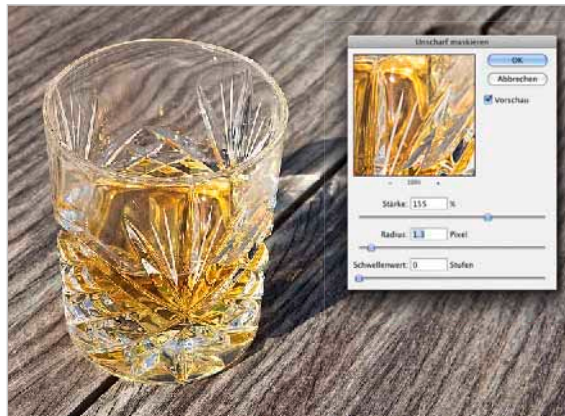 Unscharf maskieren
OK
Abbrechen
Vorschau
- 100% +
Stärke: 155 %
Radius: 1,3 Pixel
Schwellenwert: 0 Stufen